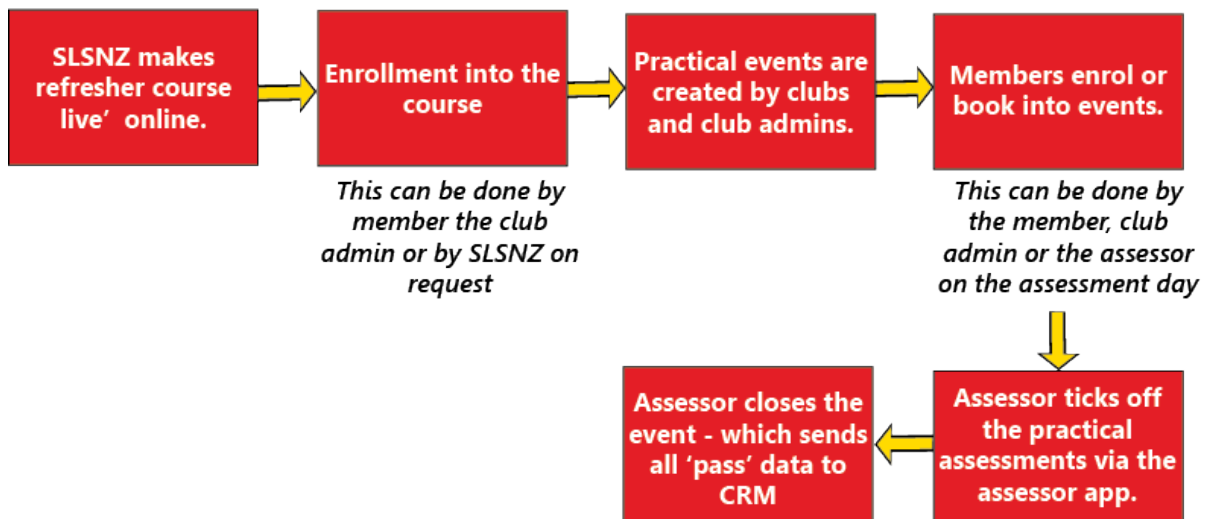 SLSNZ makes
refresher course
live’ online.
Enrollment into the
course
This can be done by
member the club
admin or by SLSNZ on
request
Practical events are
created by clubs
and club admins.
Members enrol or
book into events.
This can be done by
the member, club
admin or the assessor
on the assessment day
Assessor ticks off
the practical
assessments via the
assessor app.
Assessor closes the
event - which sends
all ‘pass’ data to
CRM